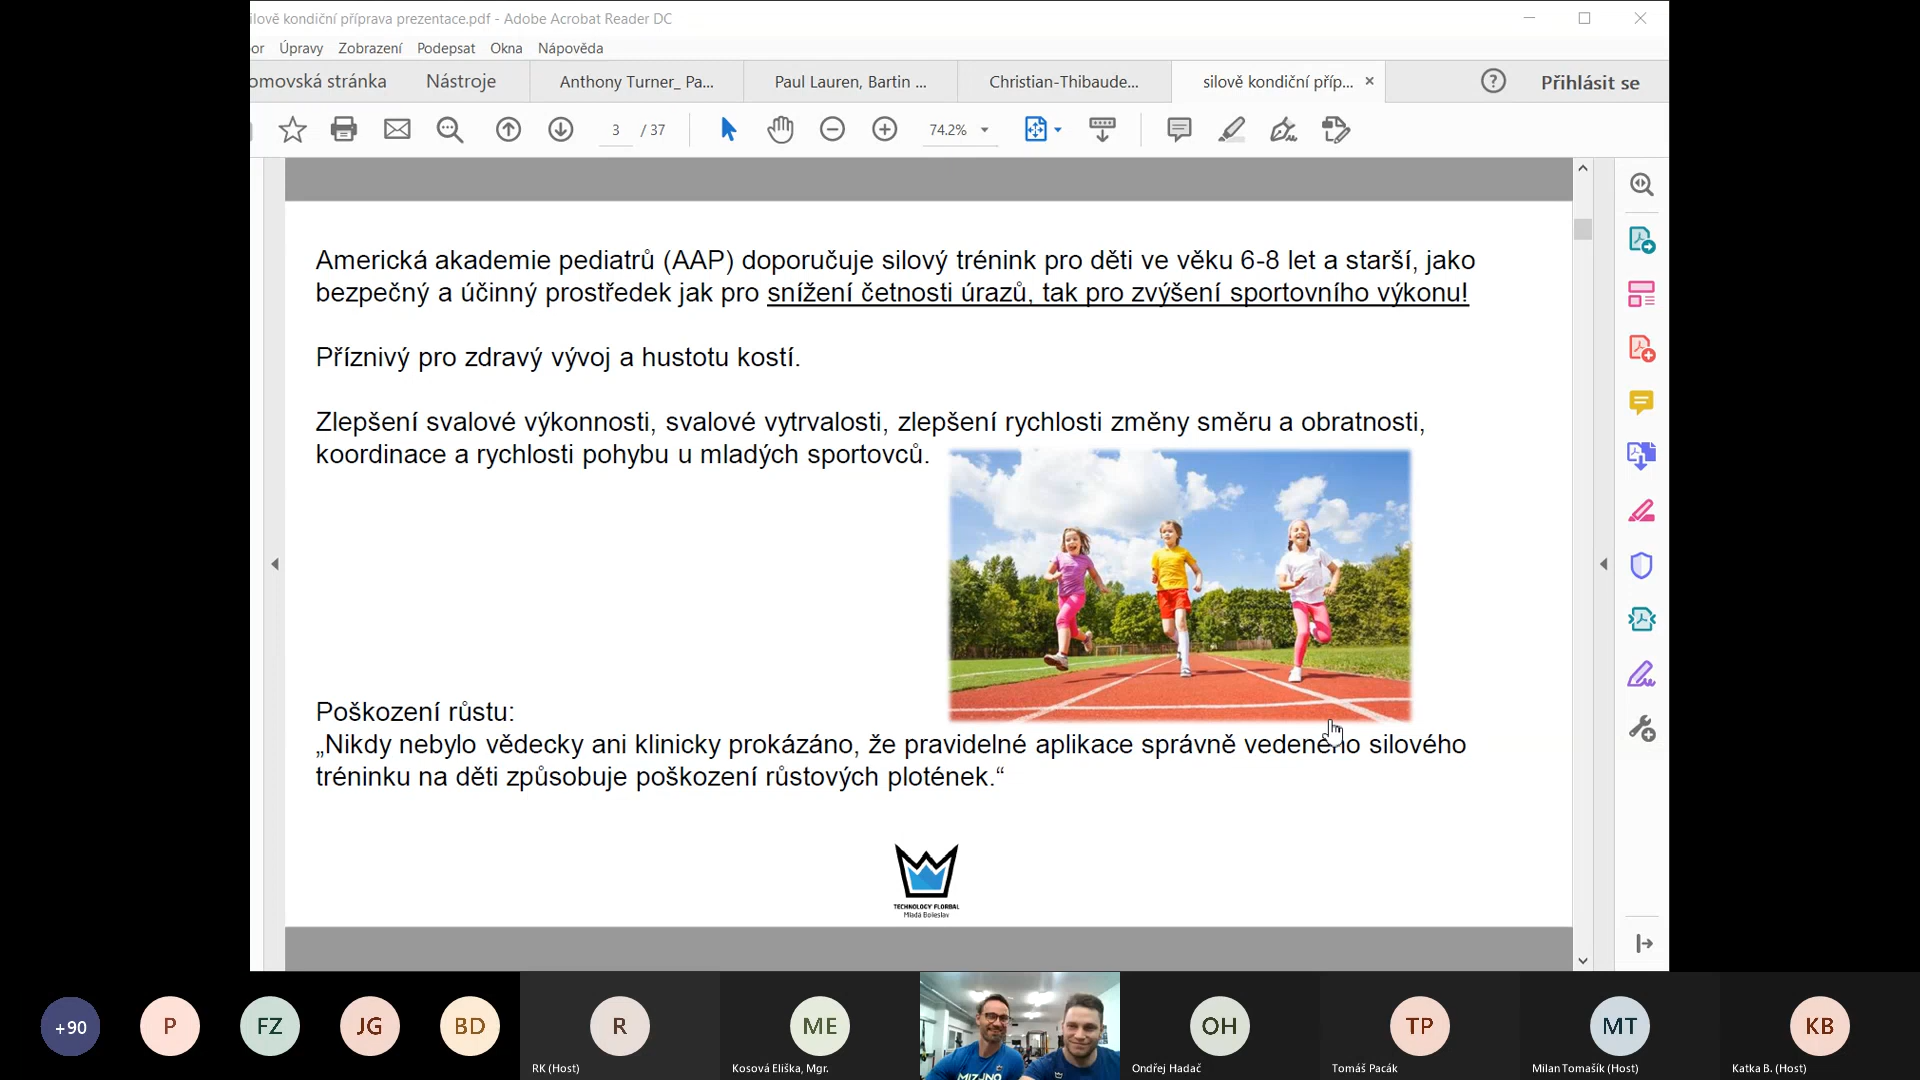 ilově kondiční příprava prezentace.pdf - Adobe Acrobat Reader DC
or Úpravy Zobrazení Podepsat Okna Nápověda
omovská stránka Nástroje Anthony Turner_ Pa... Paul Lauren, Bartin ... Christian-Thibaude... silově kondiční příp... × ? Přihlásit se
3 / 37 74.2%
Americká akademie pediatrů (AAP) doporučuje silový trénink pro děti ve věku 6-8 let a starší, jako
bezpečný a účinný prostředek jak pro snížení četnosti úrazů, tak pro zvýšení sportovního výkonu!
Příznivý pro zdravý vývoj a hustotu kostí.
Zlepšení svalové výkonnosti, svalové vytrvalosti, zlepšení rychlosti změny směru a obratnosti,
koordinace a rychlosti pohybu u mladých sportovců.
Poškození růstu:
„Nikdy nebylo vědecky ani klinicky prokázáno, že pravidelné aplikace správně vedeného silového
tréninku na děti způsobuje poškození růstových plotének.“
TECHNOLOGY FLORBAL
Mladá Boleslav
+90 P FZ JG BD R ME OH TP MT KB
MIZUNO
RK (Host) Kosová Eliška, Mgr. Ondřej Hadač Tomáš Pacák Milan Tomašík (Host) Katka B. (Host)